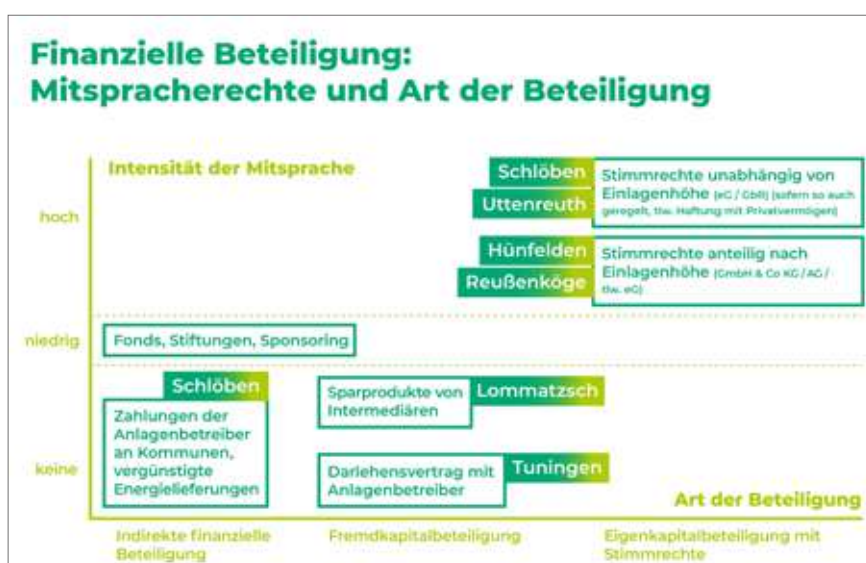 Finanzielle Beteiligung:
Mitspracherechte und Art der Beteiligung
Intensität der Mitsprache
hoch
Schlöben
Uttenreuth
Stimmrechte unabhängig von
Einlagenhöhe (eG / GbR) (sofern so auch
geregelt, tlw. Haftung mit Privatvermögen)
Hünfelden
Reußenköge
Stimmrechte anteilig nach
Einlagenhöhe (GmbH & Co KG / AG /
tlw. eG)
niedrig
Fonds, Stiftungen, Sponsoring
keine
Schlöben
Zahlungen der
Anlagenbetreiber
an Kommunen,
vergünstigte
Energielieferungen
Sparprodukte von
Intermediären
Lommatzsch
Darlehensvertrag mit
Anlagenbetreiber
Tuningen
Art der Beteiligung
Indirekte finanzielle
Beteiligung
Fremdkapitalbeteiligung
Eigenkapitalbeteiligung mit
Stimmrechte